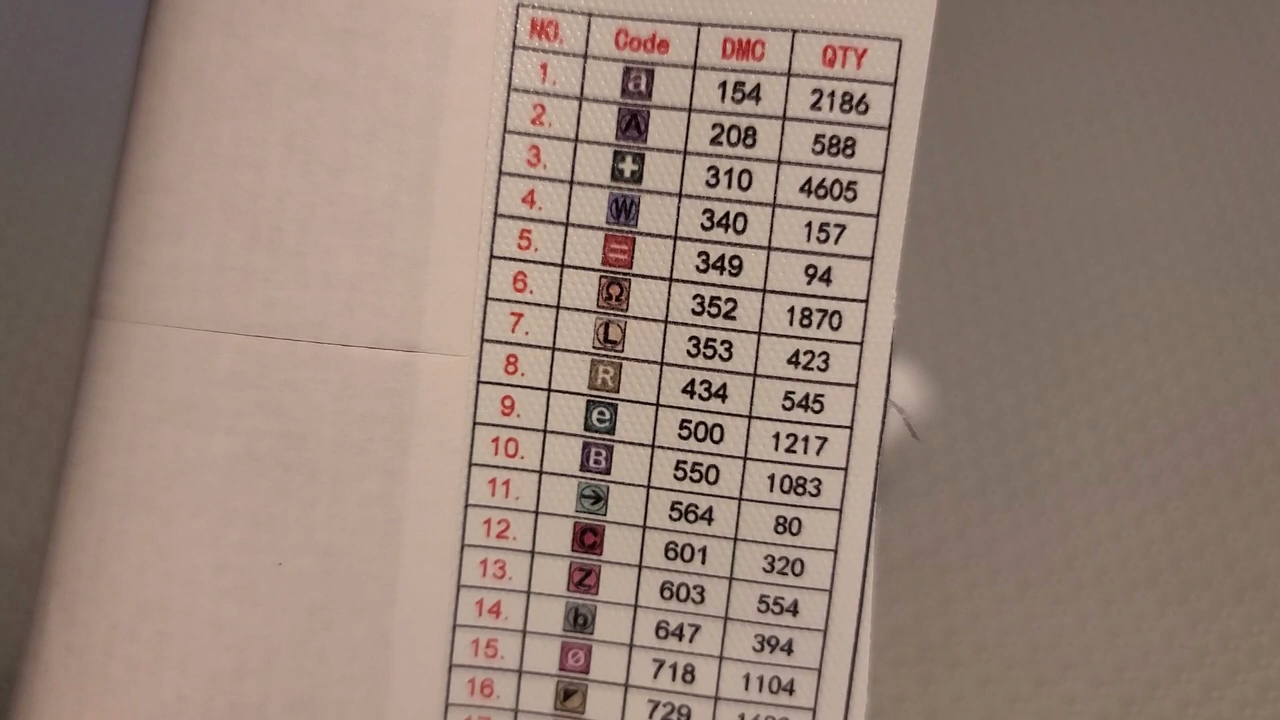 NO. Code DMC QTY
1. a 154 2186
2. A 208 588
3. + 310 4605
4. W 340 157
5. = 349 94
6. Ω 352 1870
7. L 353 423
8. R 434 545
9. e 500 1217
10. B 550 1083
11. → 564 80
12. C 601 320
13. Z 603 554
14. b 647 394
15. ø 718 1104
16. 729